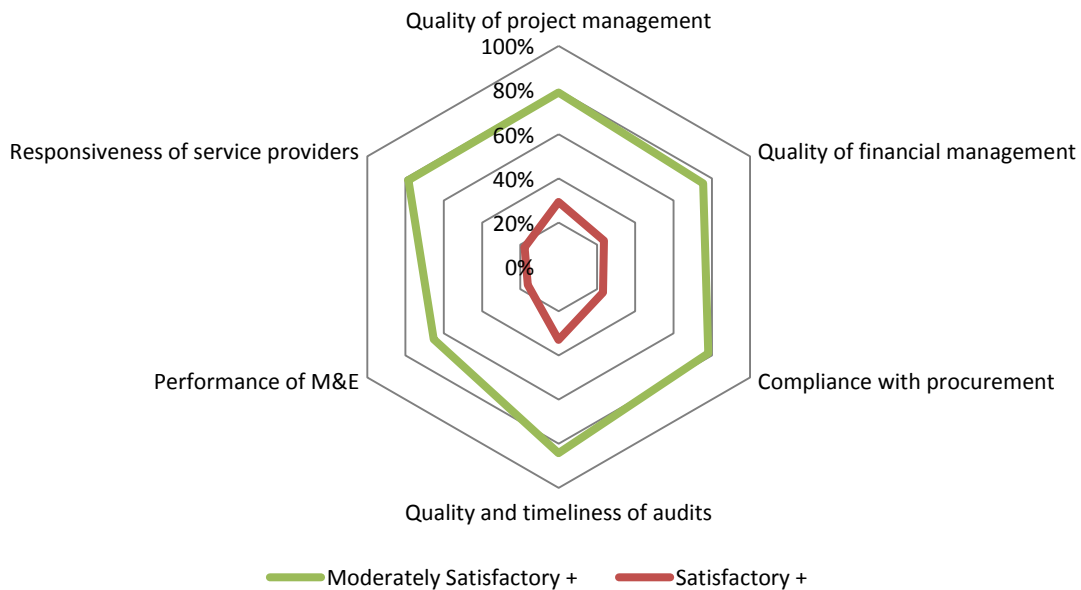 Quality of project management
100%
80%
60%
40%
20%
0%
Responsiveness of service providers
Quality of financial management
Performance of M&E
Compliance with procurement
Quality and timeliness of audits
Moderately Satisfactory +
Satisfactory +